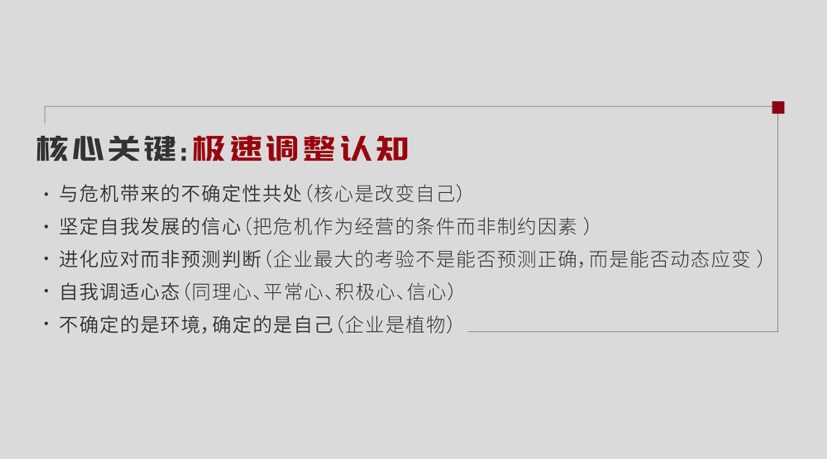 核心关键:极速调整认知
· 与危机带来的不确定性共处(核心是改变自己)
· 坚定自我发展的信心(把危机作为经营的条件而非制约因素 )
· 进化应对而非预测判断(企业最大的考验不是能否预测正确,而是能否动态应变 )
· 自我调适心态(同理心、平常心、积极心、信心)
· 不确定的是环境,确定的是自己(企业是植物)